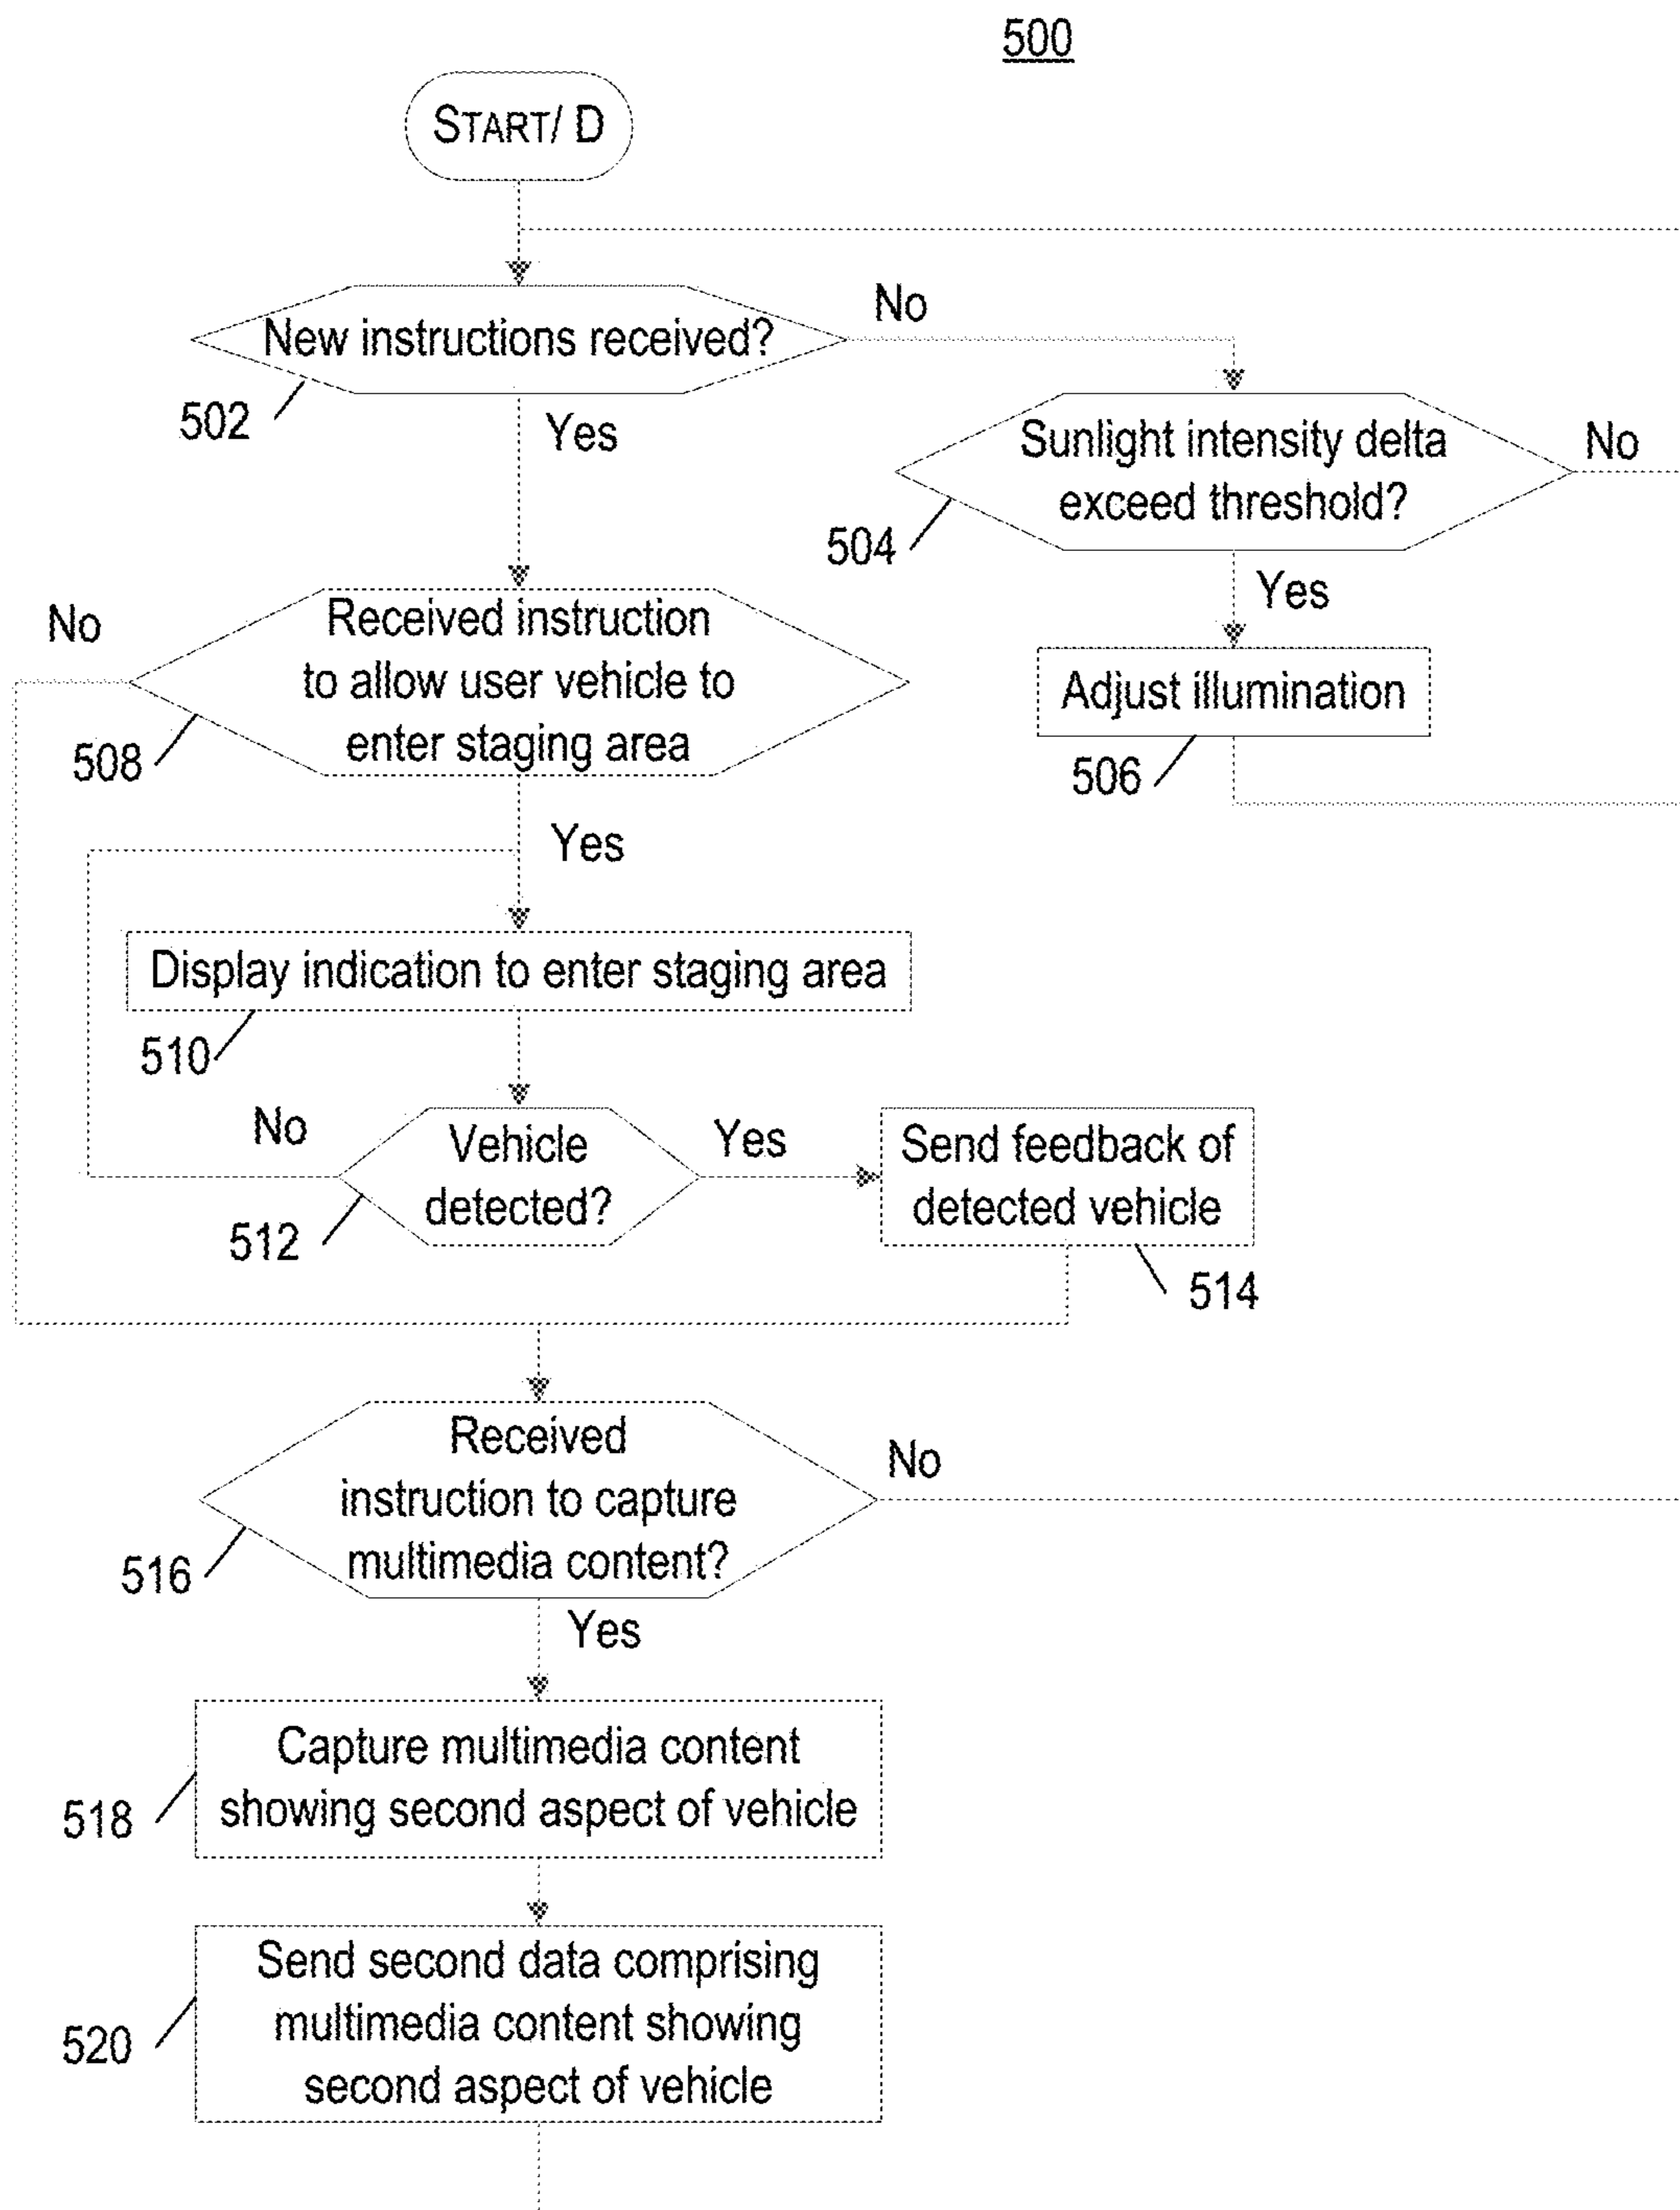 500
START/ D
New instructions received?
No
502
Yes
Sunlight intensity delta
exceed threshold?
No
504
Yes
Adjust illumination
506
No
Received instruction
to allow user vehicle to
enter staging area
508
Yes
Display indication to enter staging area
510
No
Vehicle
detected?
Yes
512
Send feedback of
detected vehicle
514
Received
instruction to capture
multimedia content?
No
516
Yes
Capture multimedia content
showing second aspect of vehicle
518
Send second data comprising
multimedia content showing
second aspect of vehicle
520